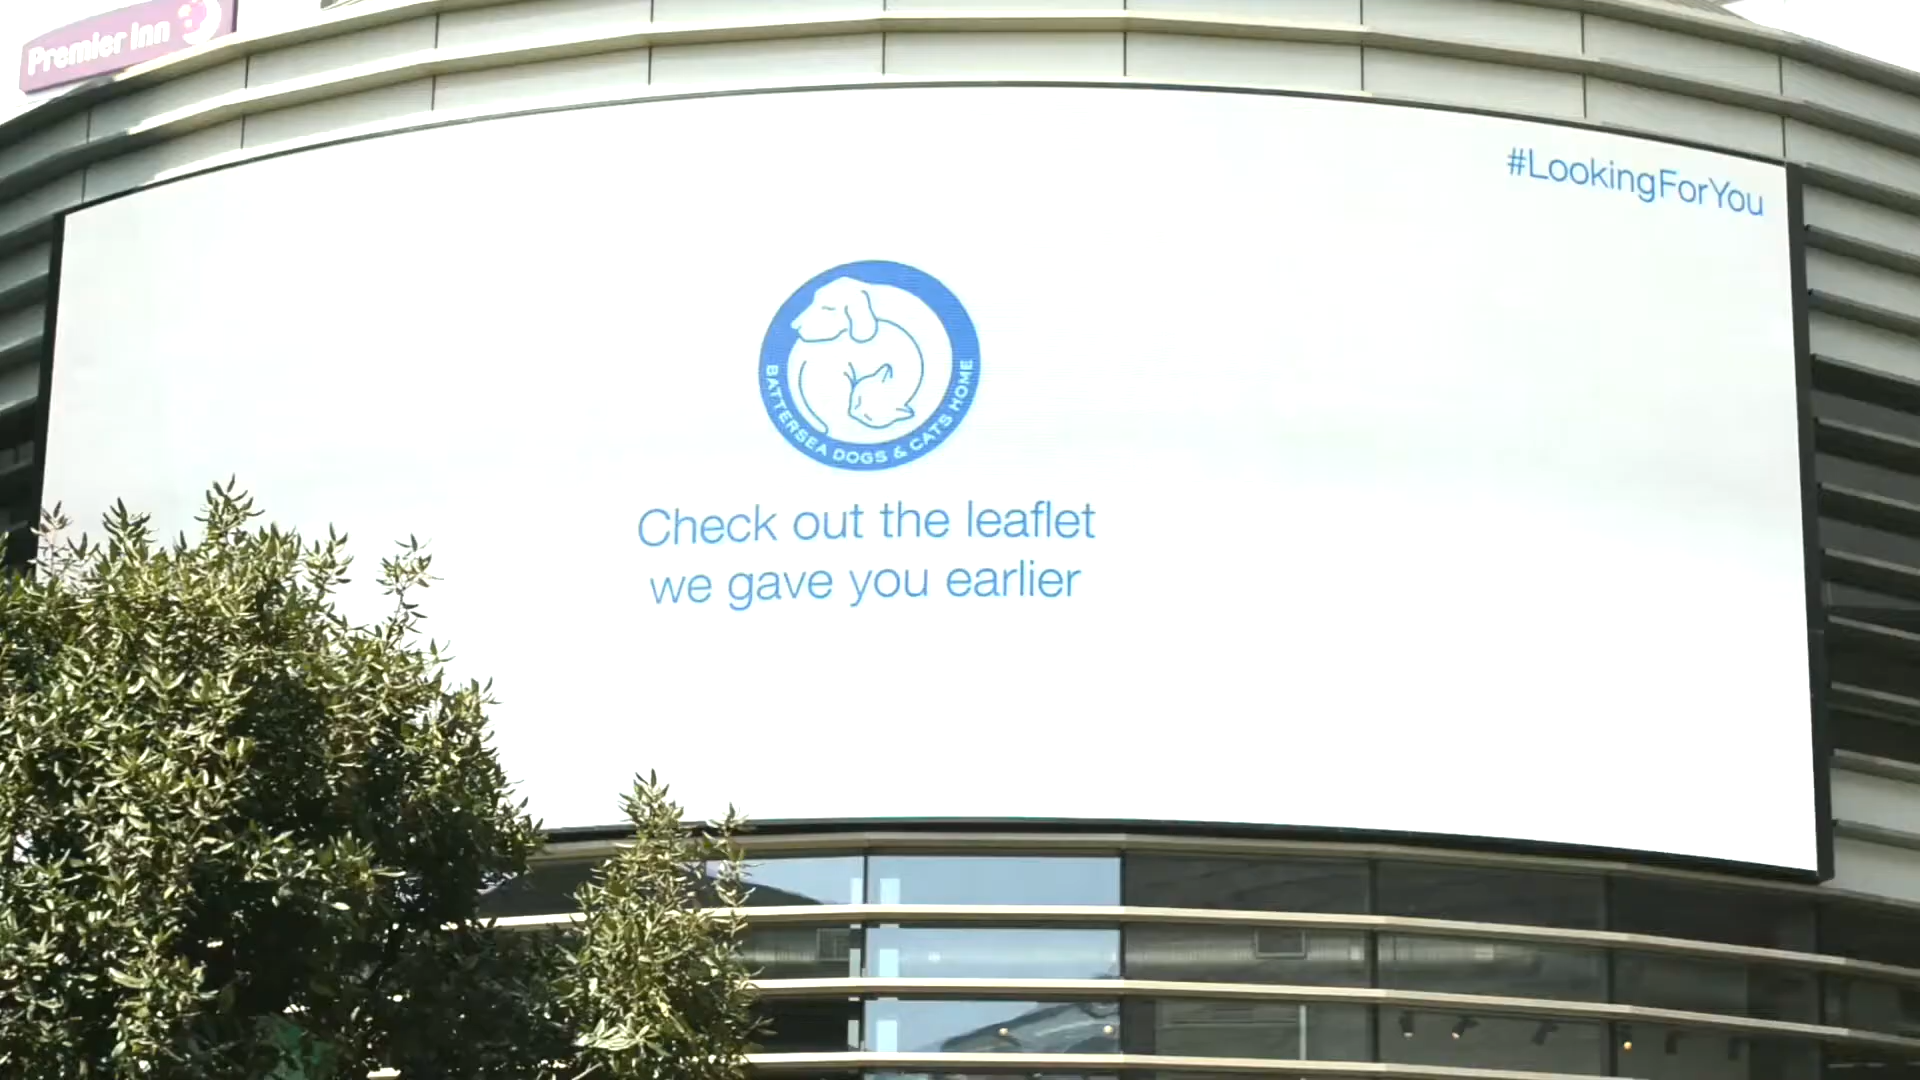 Premier Inn
#LookingForYou
BATTERSEA DOGS & CATS HOME
Check out the leaflet
we gave you earlier